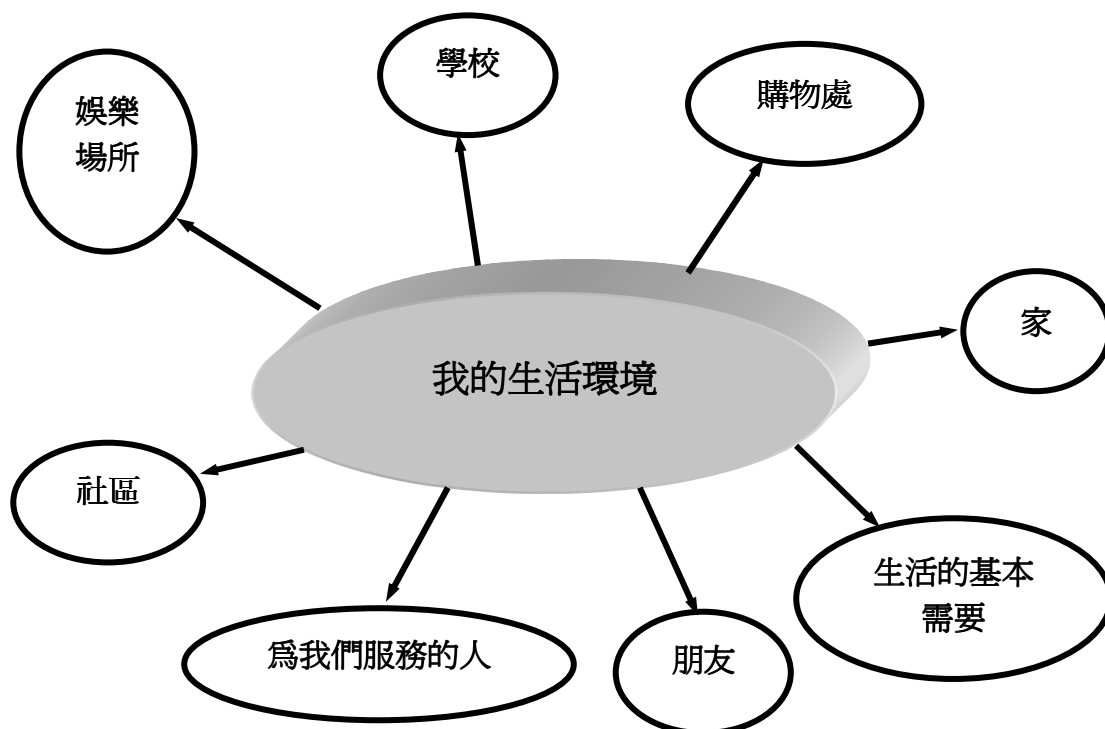 學校
購物處
娛樂
場所
家
我的生活環境
社區
生活的基本
需要
爲我們服務的人
朋友